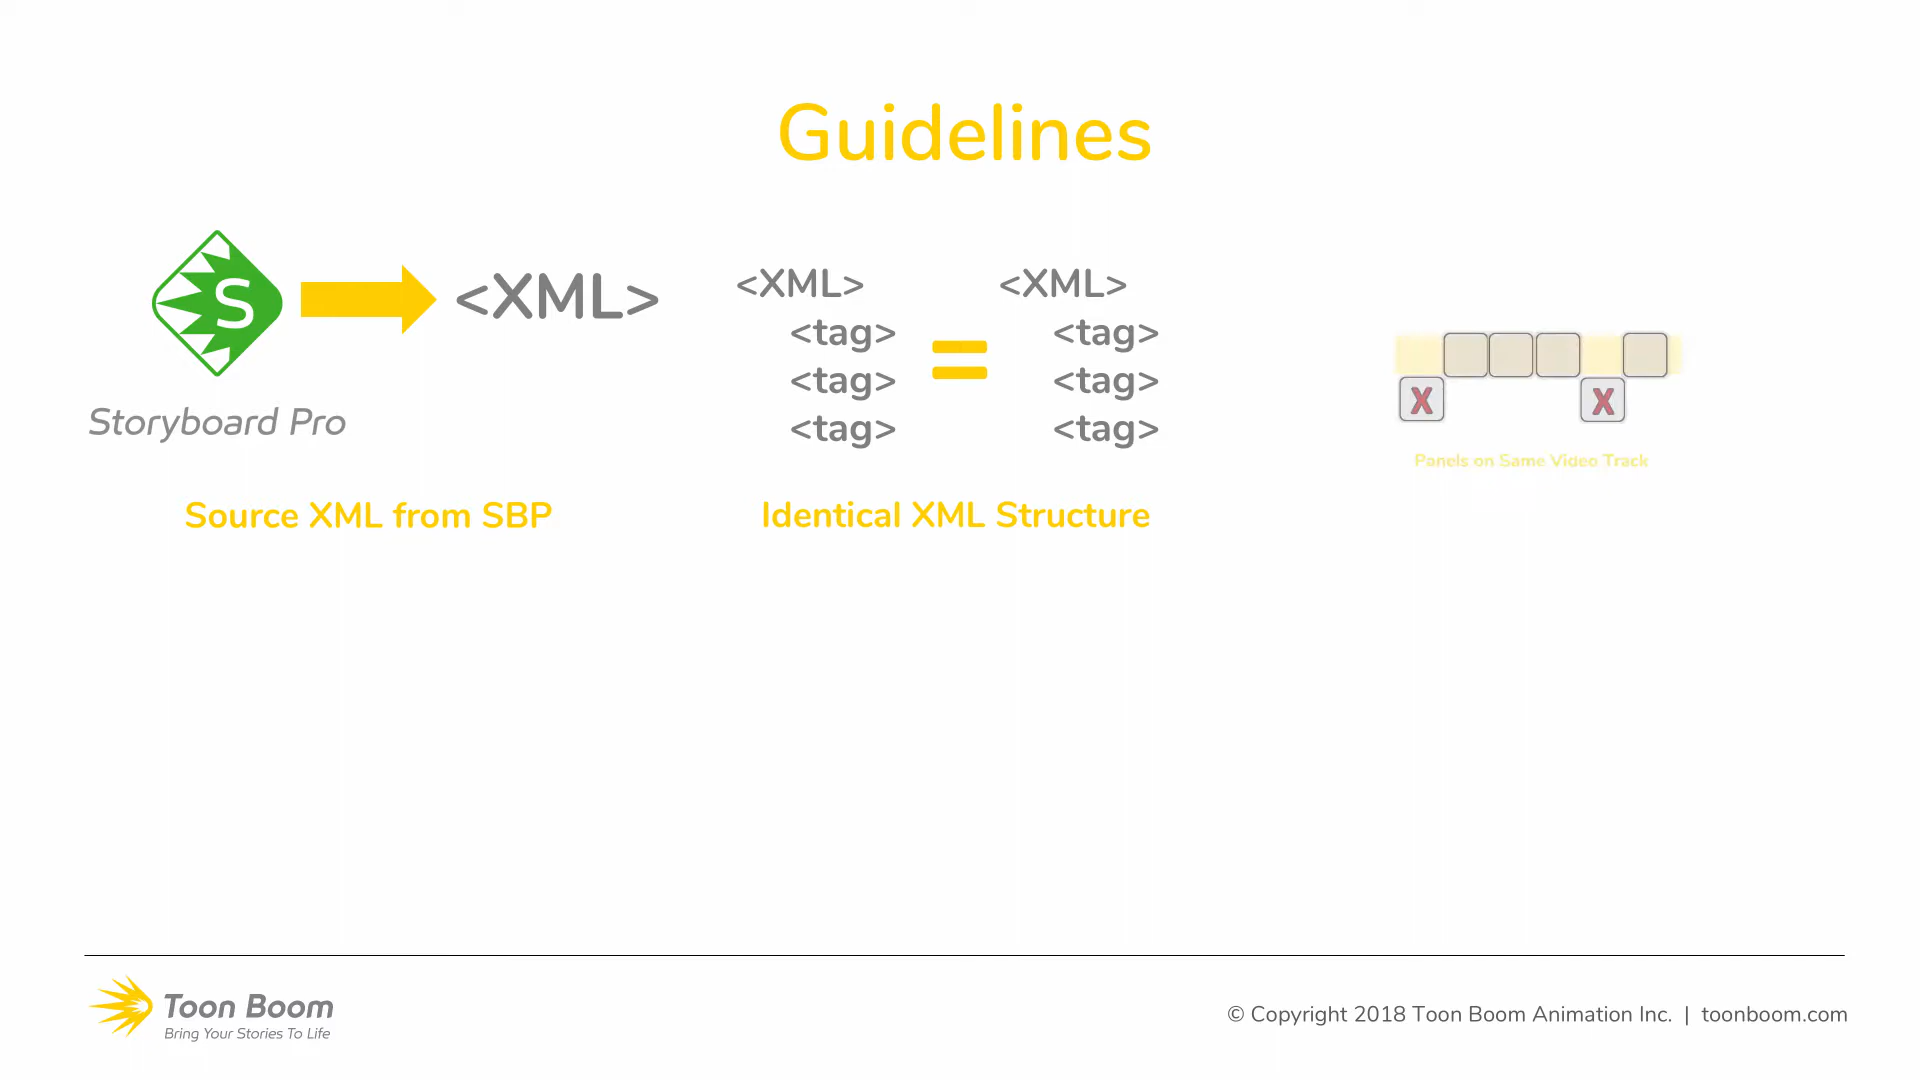 Guidelines
S
<XML>
Storyboard Pro
Source XML from SBP
<XML>
<tag>
<tag>
<tag>
=
<XML>
<tag>
<tag>
<tag>
Identical XML Structure
X
X
Panels on Same Video Track
Toon Boom
Bring Your Stories To Life
© Copyright 2018 Toon Boom Animation Inc. | toonboom.com